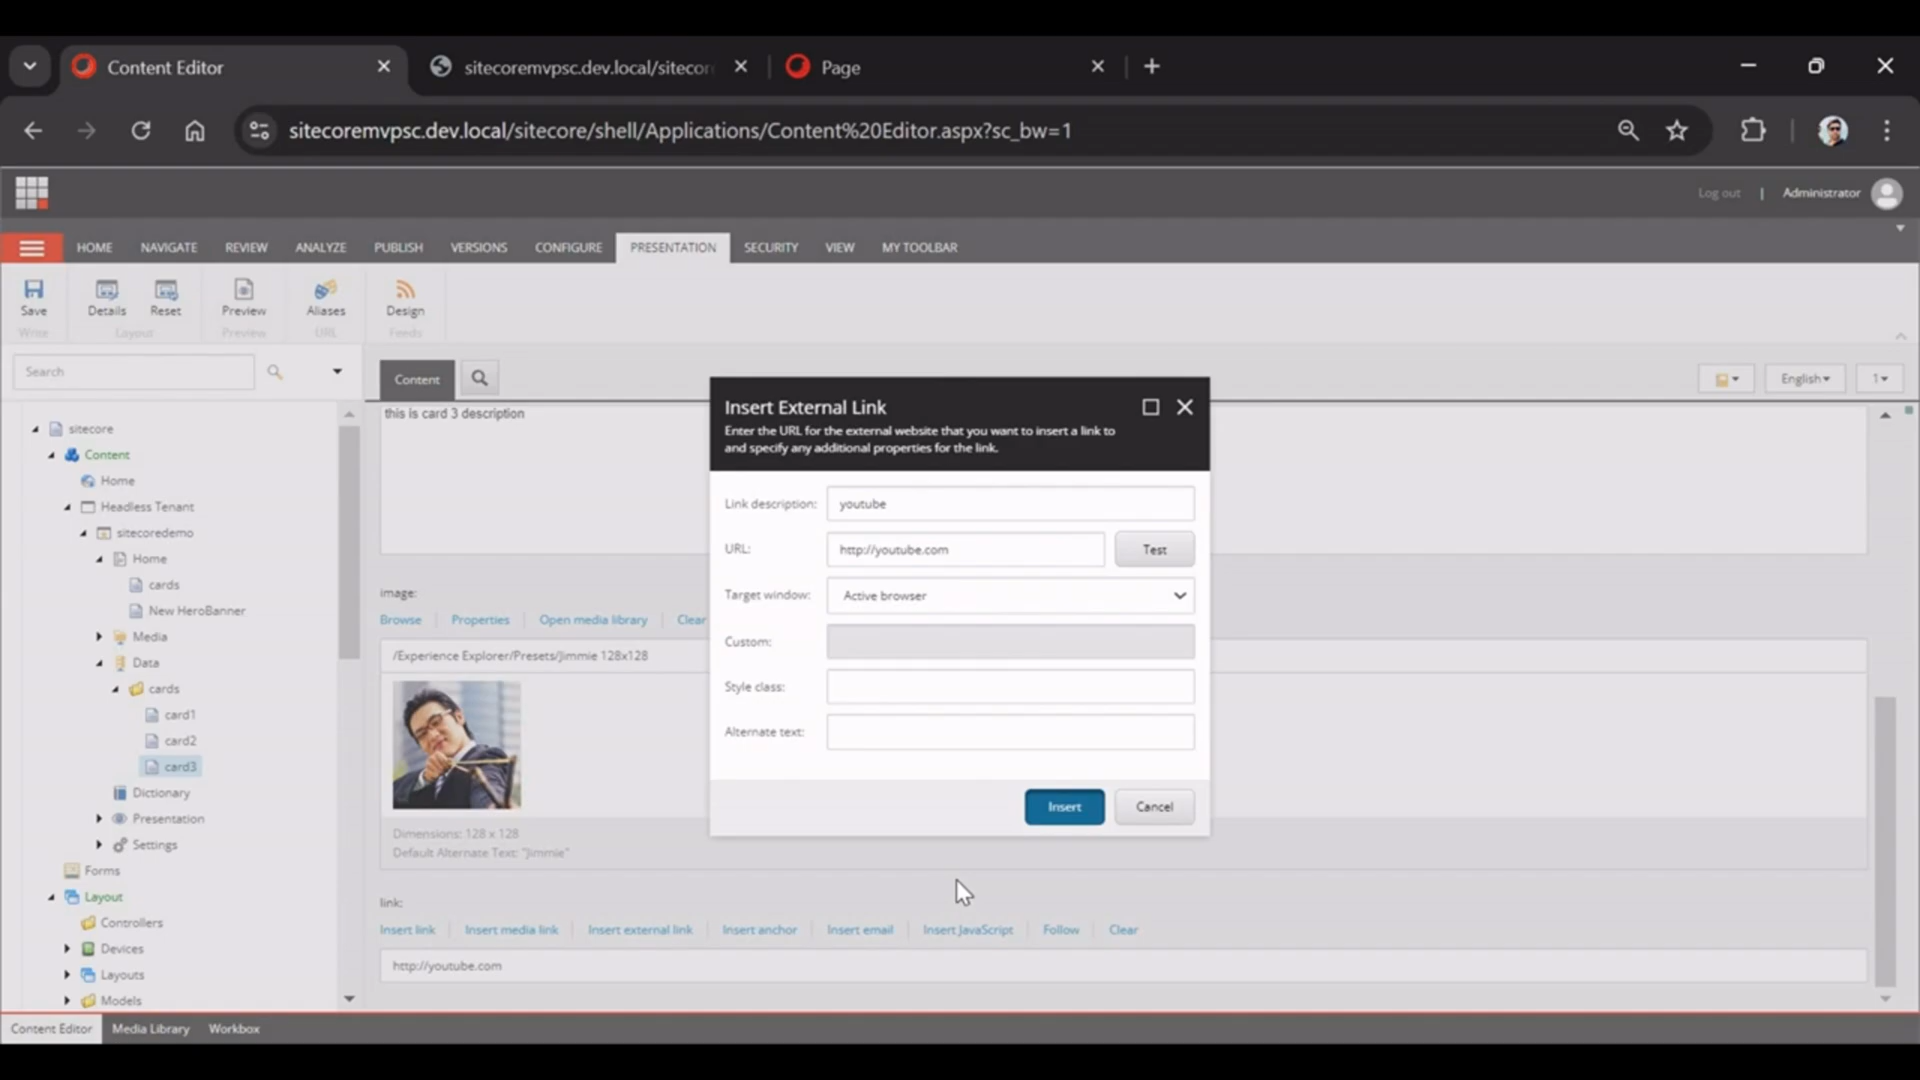 Content Editor
sitecoremvpsc.dev.local/sitecor
Page
sitecoremvpsc.dev.local/sitecore/shell/Applications/Content%20Editor.aspx?sc_bw=1
Log out | Administrator
HOME NAVIGATE REVIEW ANALYZE PUBLISH VERSIONS CONFIGURE PRESENTATION SECURITY VIEW MY TOOLBAR
Save Details Reset Preview Aliases Design
Write Layout Preview URL Feeds
Search
Content
English
1
sitecore
Content
Home
Headless Tenant
sitecoredemo
Home
cards
New HeroBanner
Media
Data
cards
card1
card2
card3
Dictionary
Presentation
Settings
Forms
Layout
Controllers
Devices
Layouts
Models
this is card 3 description
image:
Browse Properties Open media library Clear
/Experience Explorer/Presets/Jimmie 128x128
Dimensions: 128 x 128
Default Alternate Text: "Jimmie"
link:
Insert link Insert media link Insert external link Insert anchor Insert email Insert JavaScript Follow Clear
http://youtube.com
Insert External Link
Enter the URL for the external website that you want to insert a link to
and specify any additional properties for the link.
Link description: youtube
URL: http://youtube.com Test
Target window: Active browser
Custom:
Style class:
Alternate text:
Insert Cancel
Content Editor Media Library Workbox